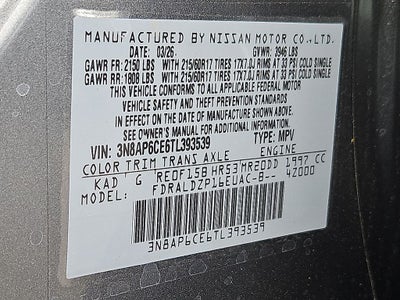 MANUFACTURED BY NISSAN MOTOR CO.,LTD.
DATE 03/26 GVWR: 3946 LBS
GAWR FR: 2150 LBS WITH 215/60R17 TIRES 17X7.0J RIMS AT 33 PSI COLD SINGLE
GAWR RR: 1808 LBS WITH 215/60R17 TIRES 17X7.0J RIMS AT 33 PSI COLD SINGLE
THIS VEHICLE CONFORMS TO ALL APPLICABLE FEDERAL MOTOR
VEHICLE SAFETY AND THEFT PREVENTION STANDARDS IN EFFECT ON THE
DATE OF MANUFACTURE SHOWN ABOVE.
SEE OWNER'S MANUAL FOR ADDITIONAL INFORMATION
VIN: 3N8AP6CE6TL393539 TYPE: MPV
COLOR TRIM TRANS AXLE ENGINE
KAD G RE0F15B HR53 MR20DD 1997 CC
MODEL: FDRALDZP16EUAC-B-- 42000
3N8AP6CE6TL393539